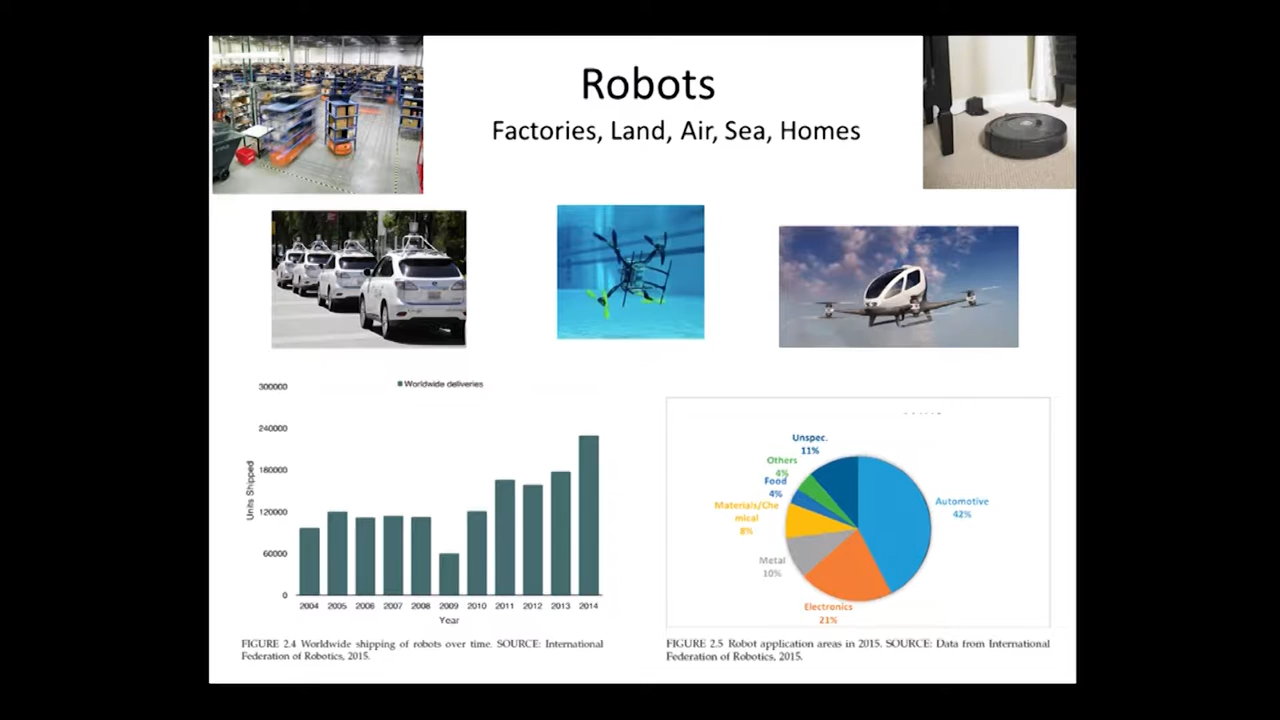 Robots
Factories, Land, Air, Sea, Homes
Worldwide deliveries
300000
240000
180000
120000
60000
0
Units Shipped
2004 2005 2006 2007 2008 2009 2010 2011 2012 2013 2014
Year
FIGURE 2.4 Worldwide shipping of robots over time. SOURCE: International
Federation of Robotics, 2015.
Unspec.
11%
Others
4%
Food
4%
Materials/Che
mical
8%
Metal
10%
Electronics
21%
Automotive
42%
FIGURE 2.5 Robot application areas in 2015. SOURCE: Data from International
Federation of Robotics, 2015.